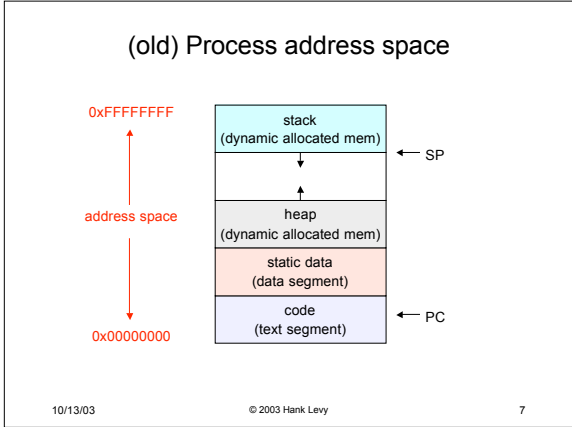 (old) Process address space
0xFFFFFFFF
address space
0x00000000
stack
(dynamic allocated mem)
heap
(dynamic allocated mem)
static data
(data segment)
code
(text segment)
SP
PC
10/13/03
© 2003 Hank Levy
7